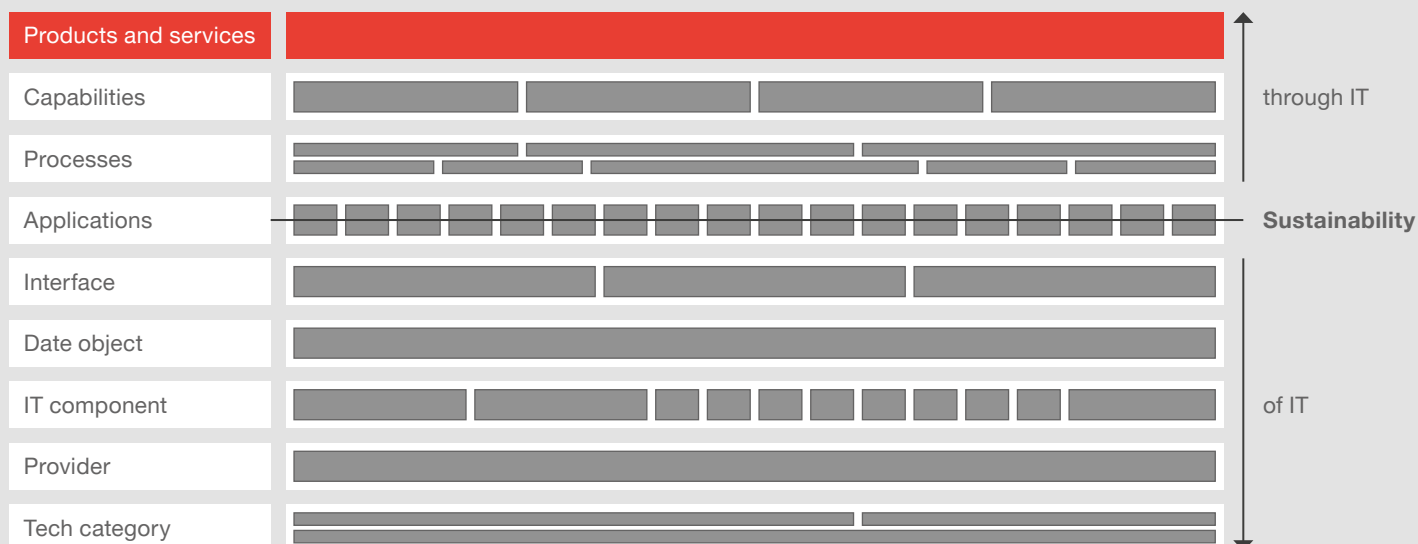 Products and services
Capabilities
through IT
Processes
Applications
Sustainability
Interface
Date object
IT component
of IT
Provider
Tech category